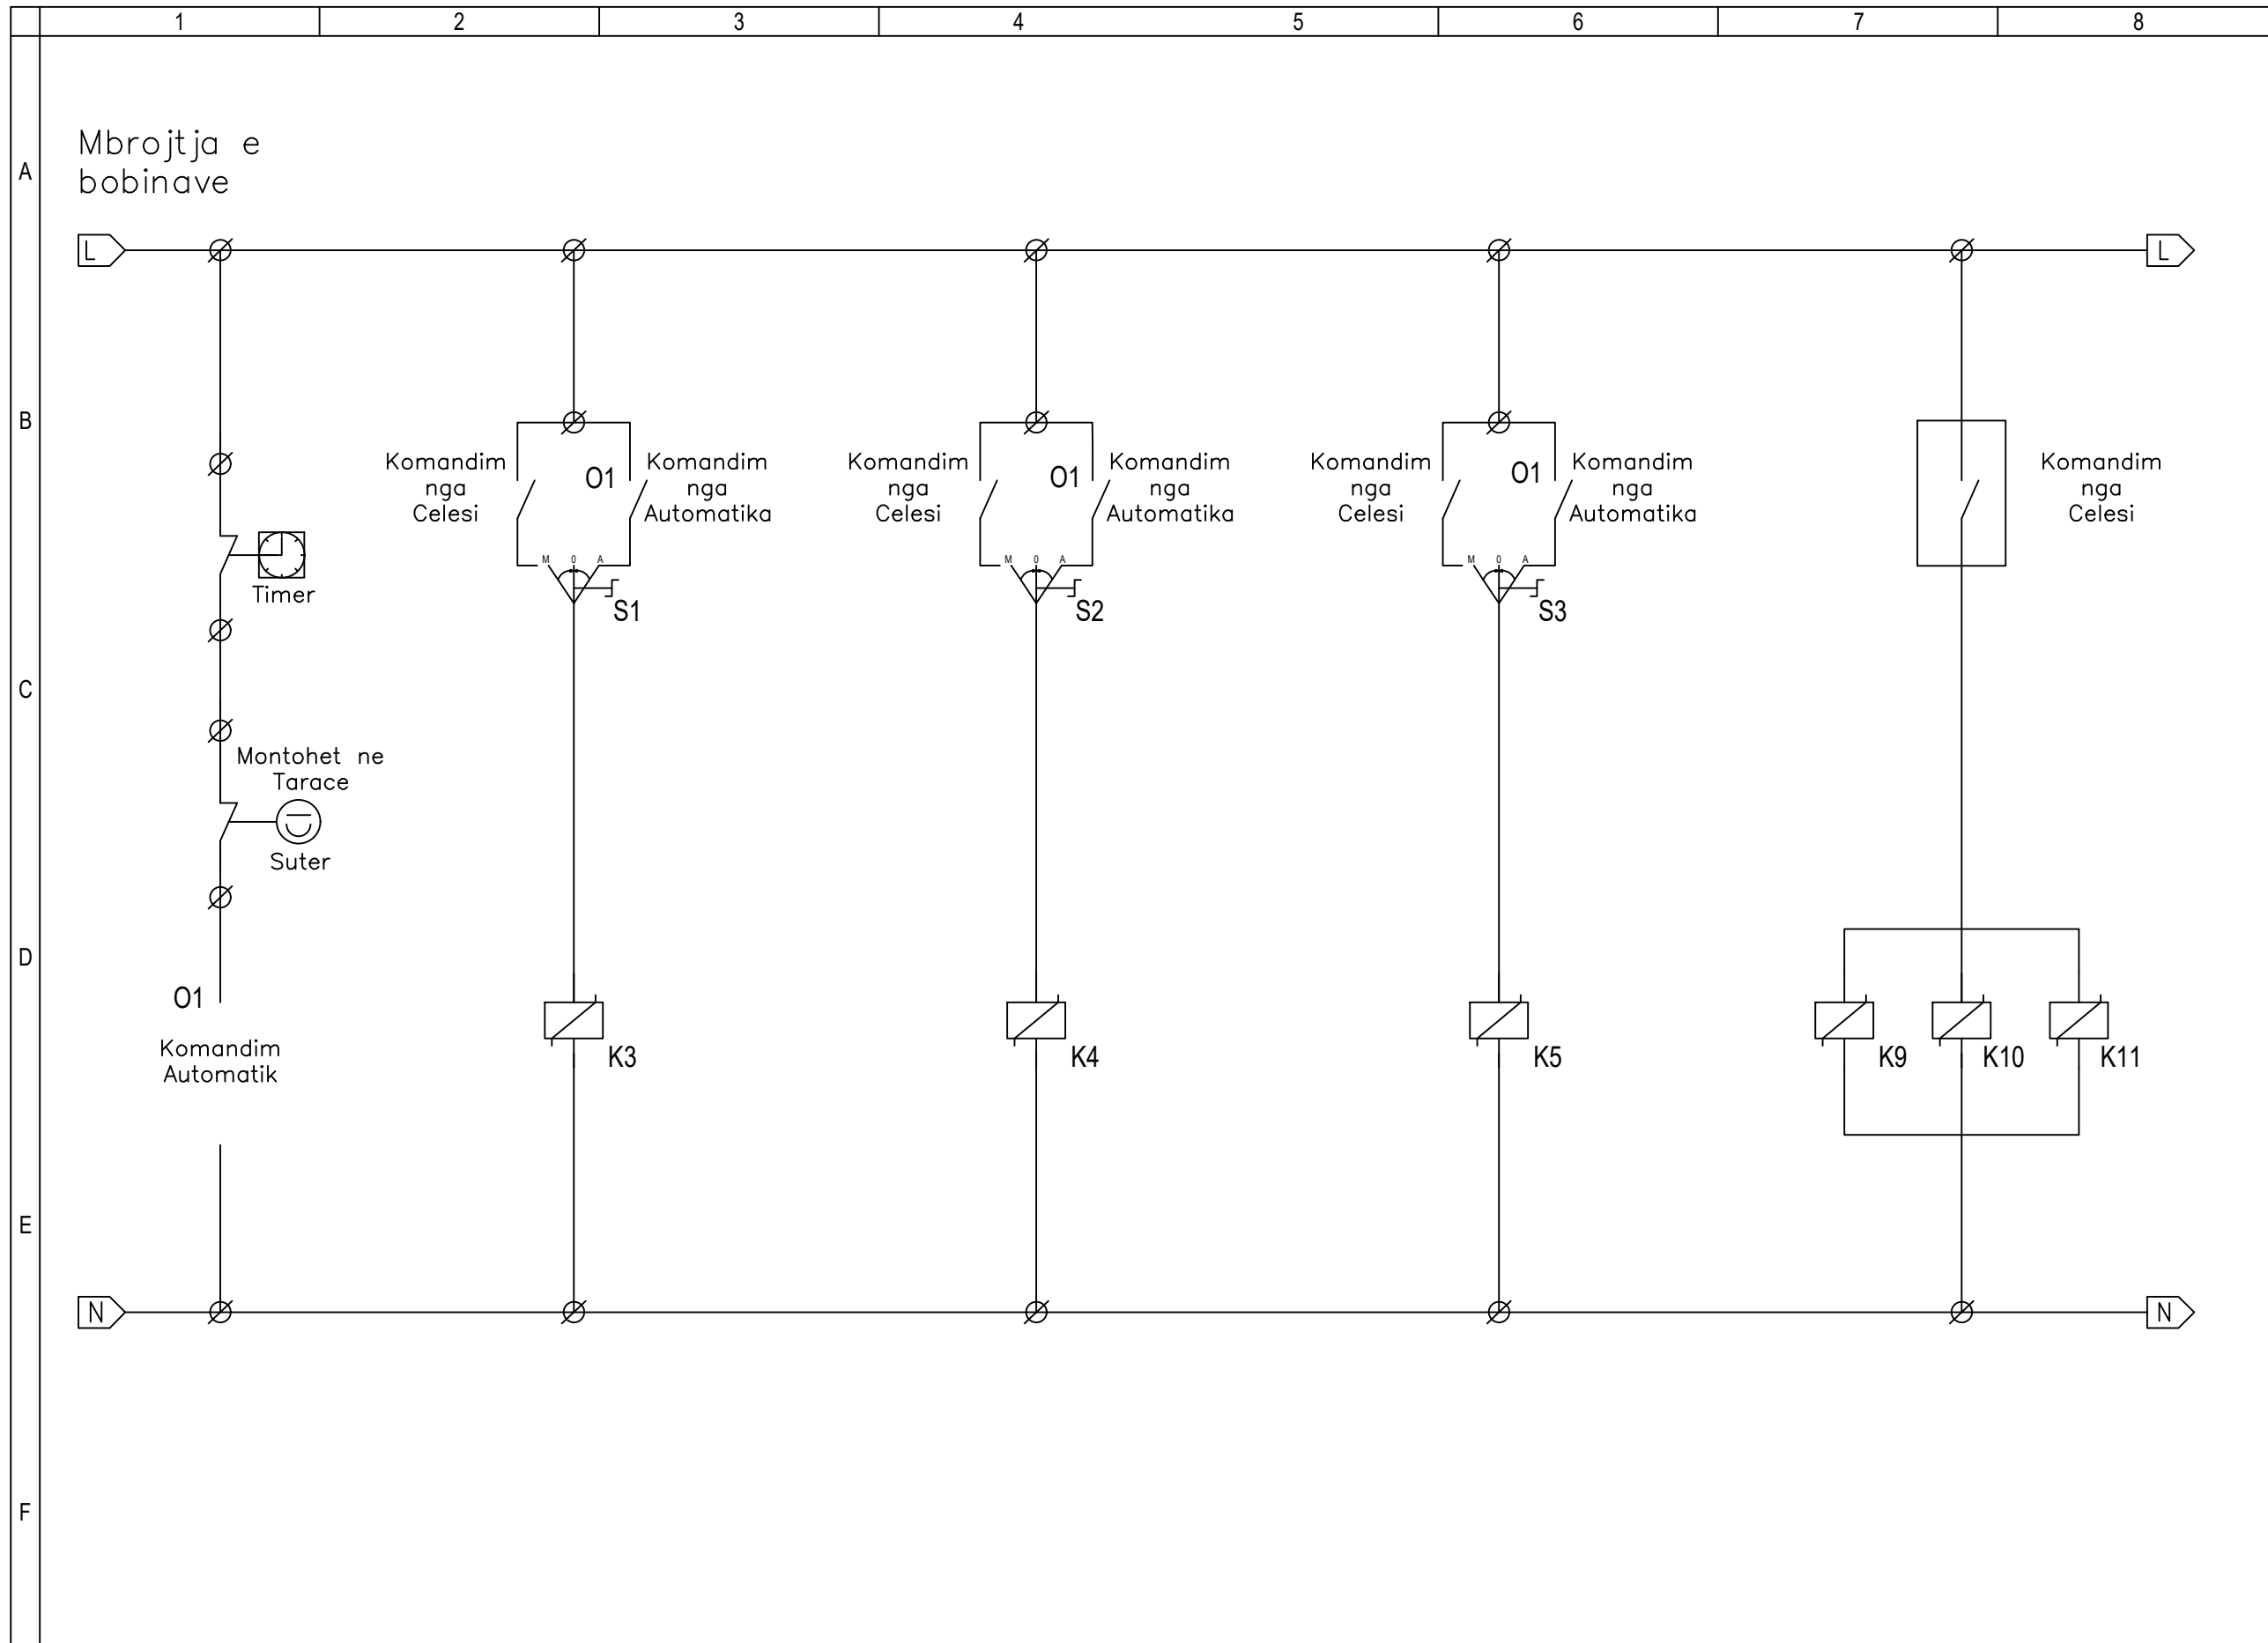 1 2 3 4 5 6 7 8
A
B
C
D
E
F
Mbrojtja e
bobinave
L
L
Timer
Montohet ne
Tarace
Suter
O1
Komandim
Automatik
Komandim
nga
Celesi
O1
Komandim
nga
Automatika
M 0 A
S1
K3
Komandim
nga
Celesi
O1
Komandim
nga
Automatika
M 0 A
S2
K4
Komandim
nga
Celesi
O1
Komandim
nga
Automatika
M 0 A
S3
K5
Komandim
nga
Celesi
K9 K10 K11
N
N